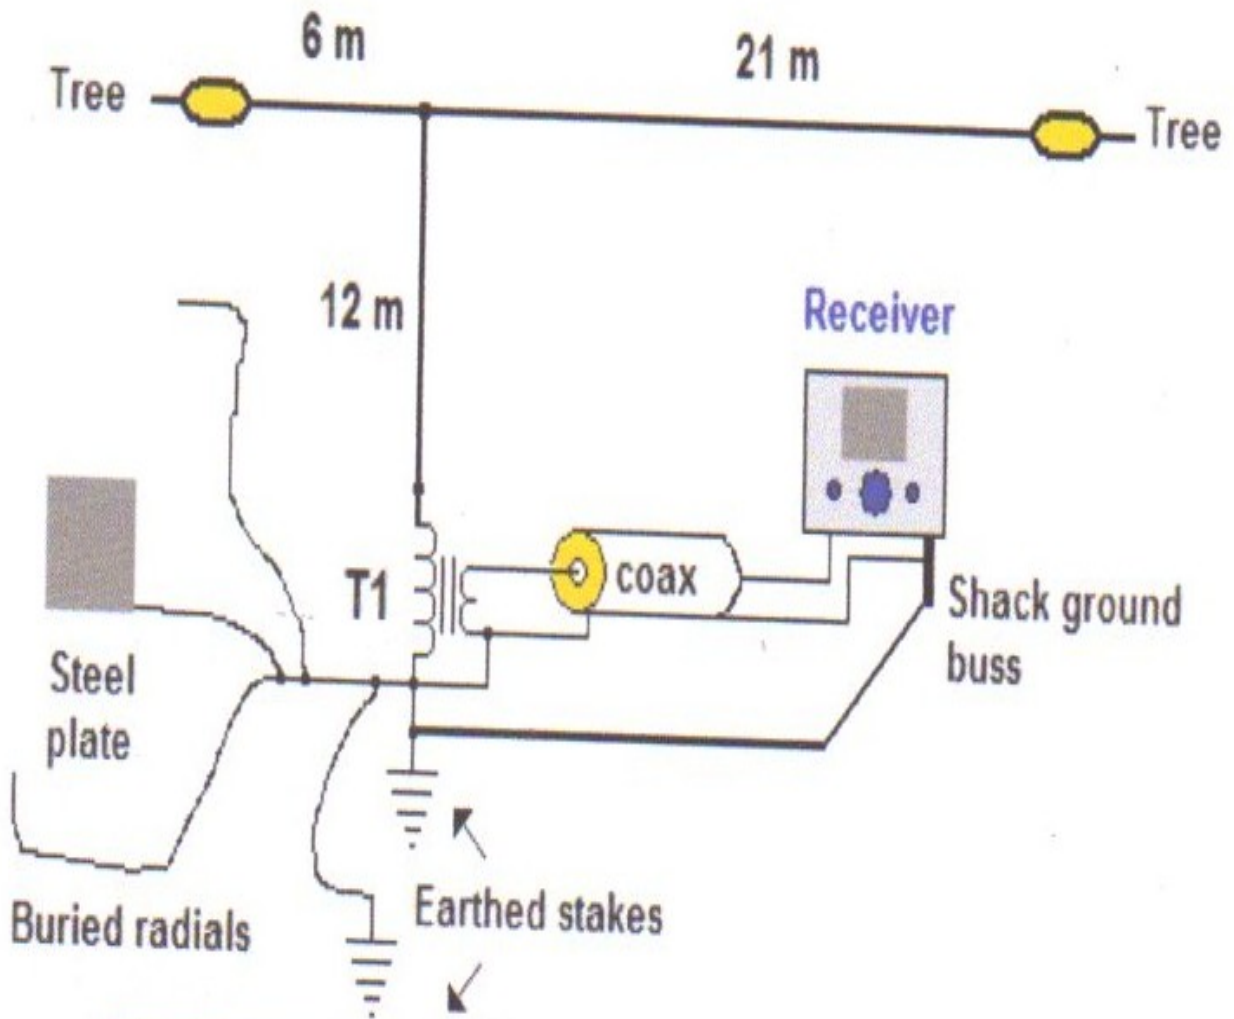 6 m
21 m
Tree
Tree
12 m
Receiver
T1
coax
Shack ground
buss
Steel
plate
Earthed stakes
Buried radials